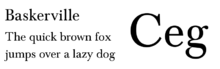 Baskerville
The quick brown fox
jumps over a lazy dog
Ceg